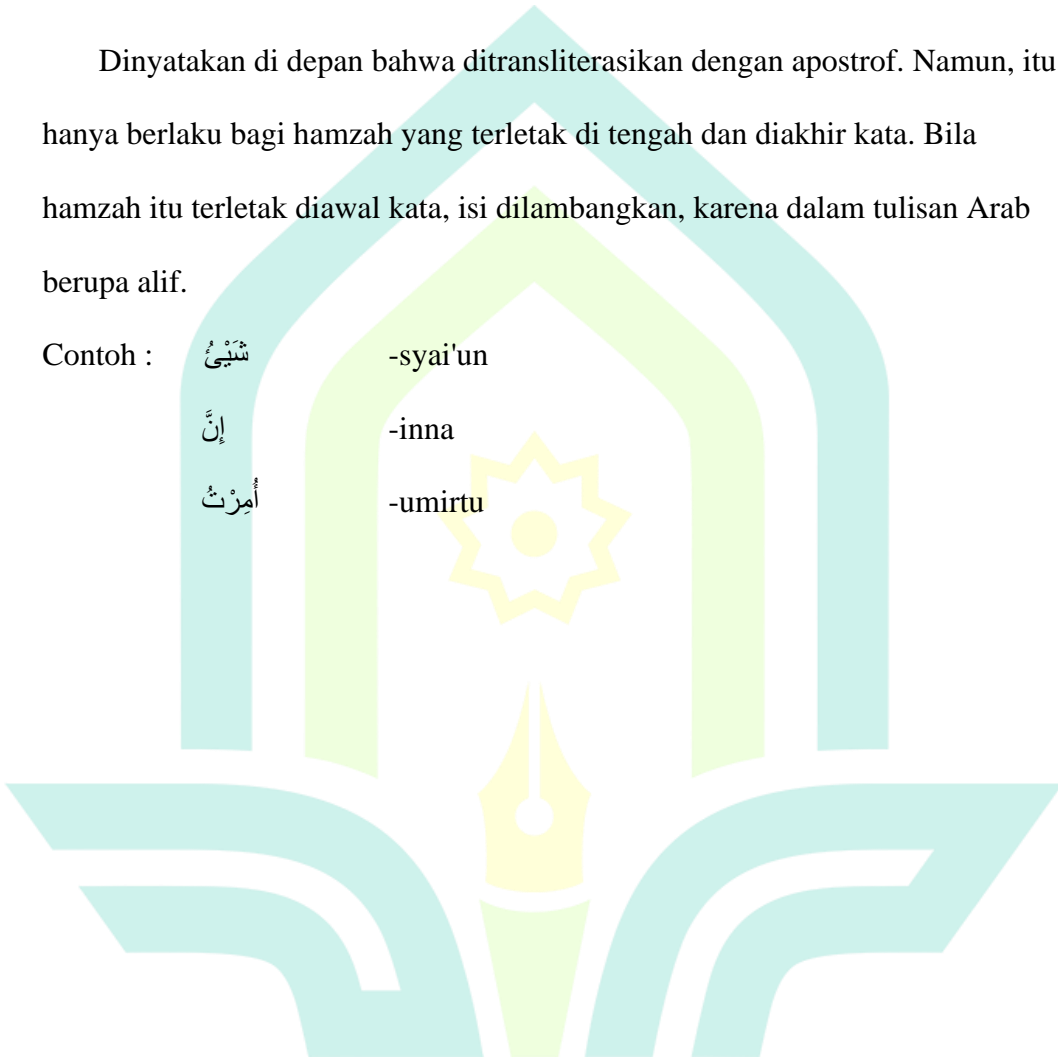 Dinyatakan di depan bahwa ditransliterasikan dengan apostrof. Namun, itu
hanya berlaku bagi hamzah yang terletak di tengah dan diakhir kata. Bila
hamzah itu terletak diawal kata, isi dilambangkan, karena dalam tulisan Arab
berupa alif.
Contoh : شَيْئُ -syai'un
إِنَّ -inna
أُمِرْتُ -umirtu